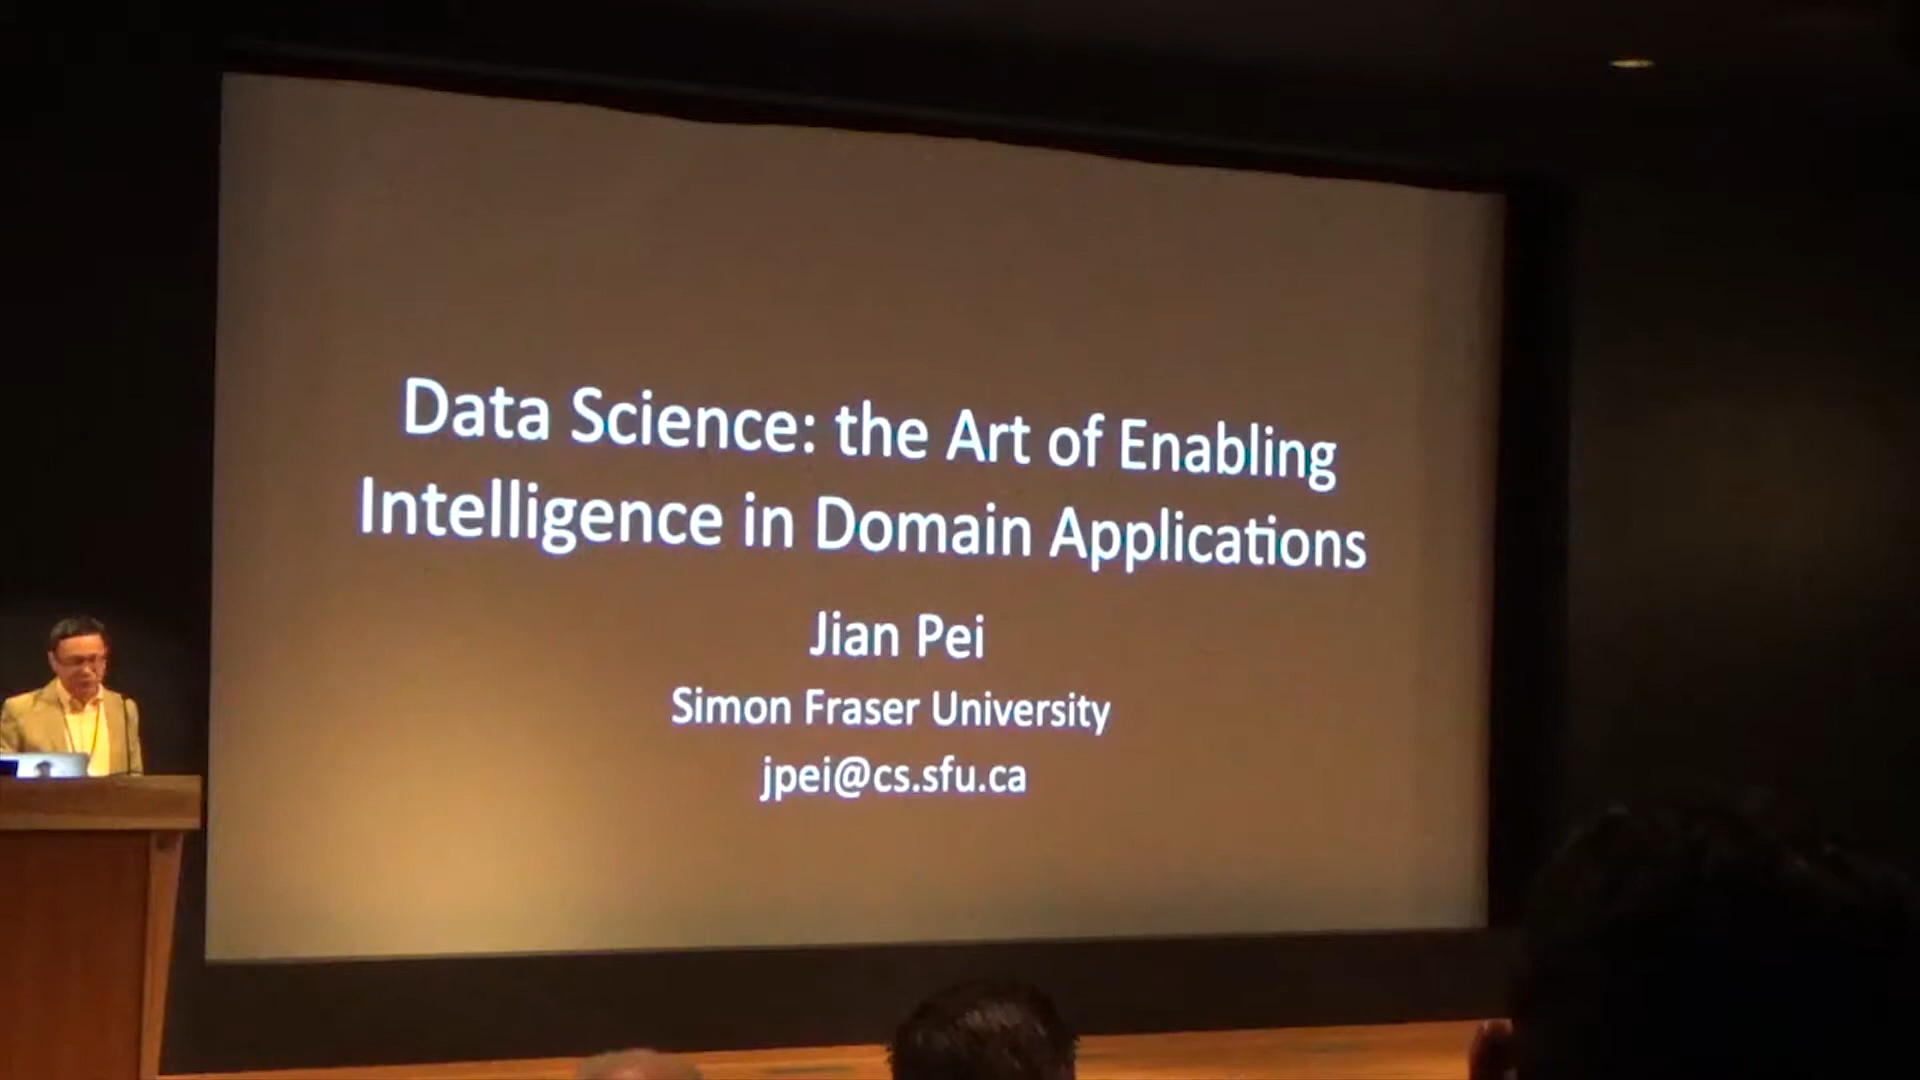 Data Science: the Art of Enabling
Intelligence in Domain Applications
Jian Pei
Simon Fraser University
jpei@cs.sfu.ca